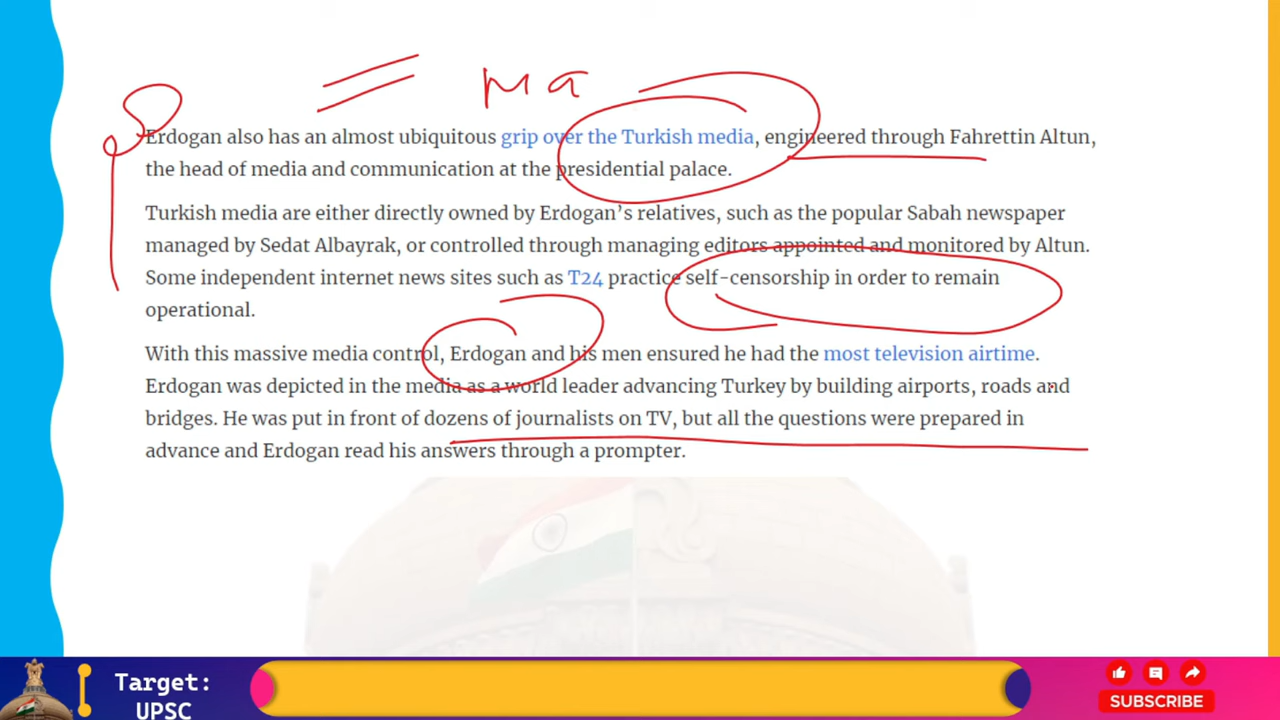 Ma
Erdogan also has an almost ubiquitous grip over the Turkish media, engineered through Fahrettin Altun,
the head of media and communication at the presidential palace.
Turkish media are either directly owned by Erdogan’s relatives, such as the popular Sabah newspaper
managed by Sedat Albayrak, or controlled through managing editors appointed and monitored by Altun.
Some independent internet news sites such as T24 practice self-censorship in order to remain
operational.
With this massive media control, Erdogan and his men ensured he had the most television airtime.
Erdogan was depicted in the media as a world leader advancing Turkey by building airports, roads and
bridges. He was put in front of dozens of journalists on TV, but all the questions were prepared in
advance and Erdogan read his answers through a prompter.
Target:
UPSC
SUBSCRIBE